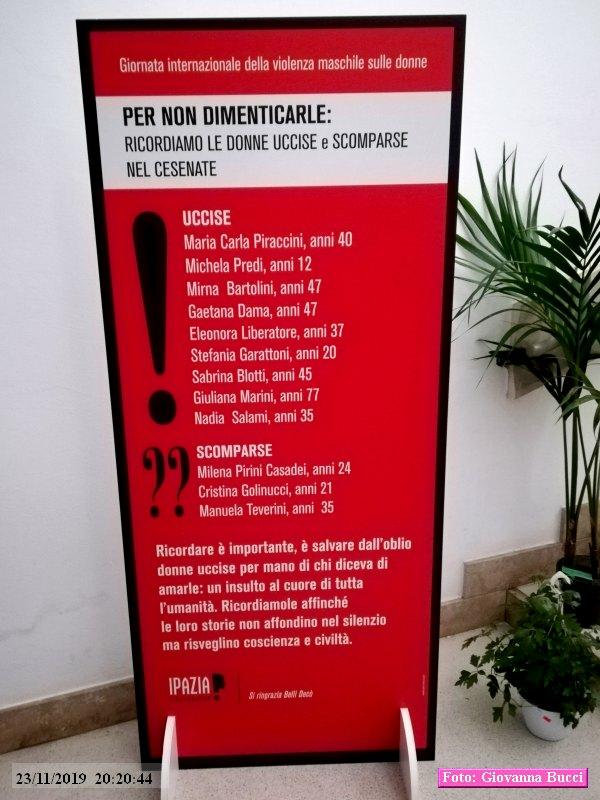 Giornata internazionale della violenza maschile sulle donne
PER NON DIMENTICARLE:
RICORDIAMO LE DONNE UCCISE e SCOMPARSE
NEL CESENATE
!
UCCISE
Maria Carla Piraccini, anni 40
Michela Predi, anni 12
Mirna Bartolini, anni 47
Gaetana Dama, anni 47
Eleonora Liberatore, anni 37
Stefania Garattoni, anni 20
Sabrina Blotti, anni 45
Giuliana Marini, anni 77
Nadia Salami, anni 35
??
SCOMPARSE
Milena Pirini Casadei, anni 24
Cristina Golinucci, anni 21
Manuela Teverini, anni 35
Ricordare è importante, è salvare dall'oblio
donne uccise per mano di chi diceva di
amarle: un insulto al cuore di tutta
l'umanità. Ricordiamole affinché
le loro storie non affondino nel silenzio
ma risveglino coscienza e civiltà.
IPAZIA
Si ringrazia Belli Decò
23/11/2019 20:20:44
Foto: Giovanna Bucci